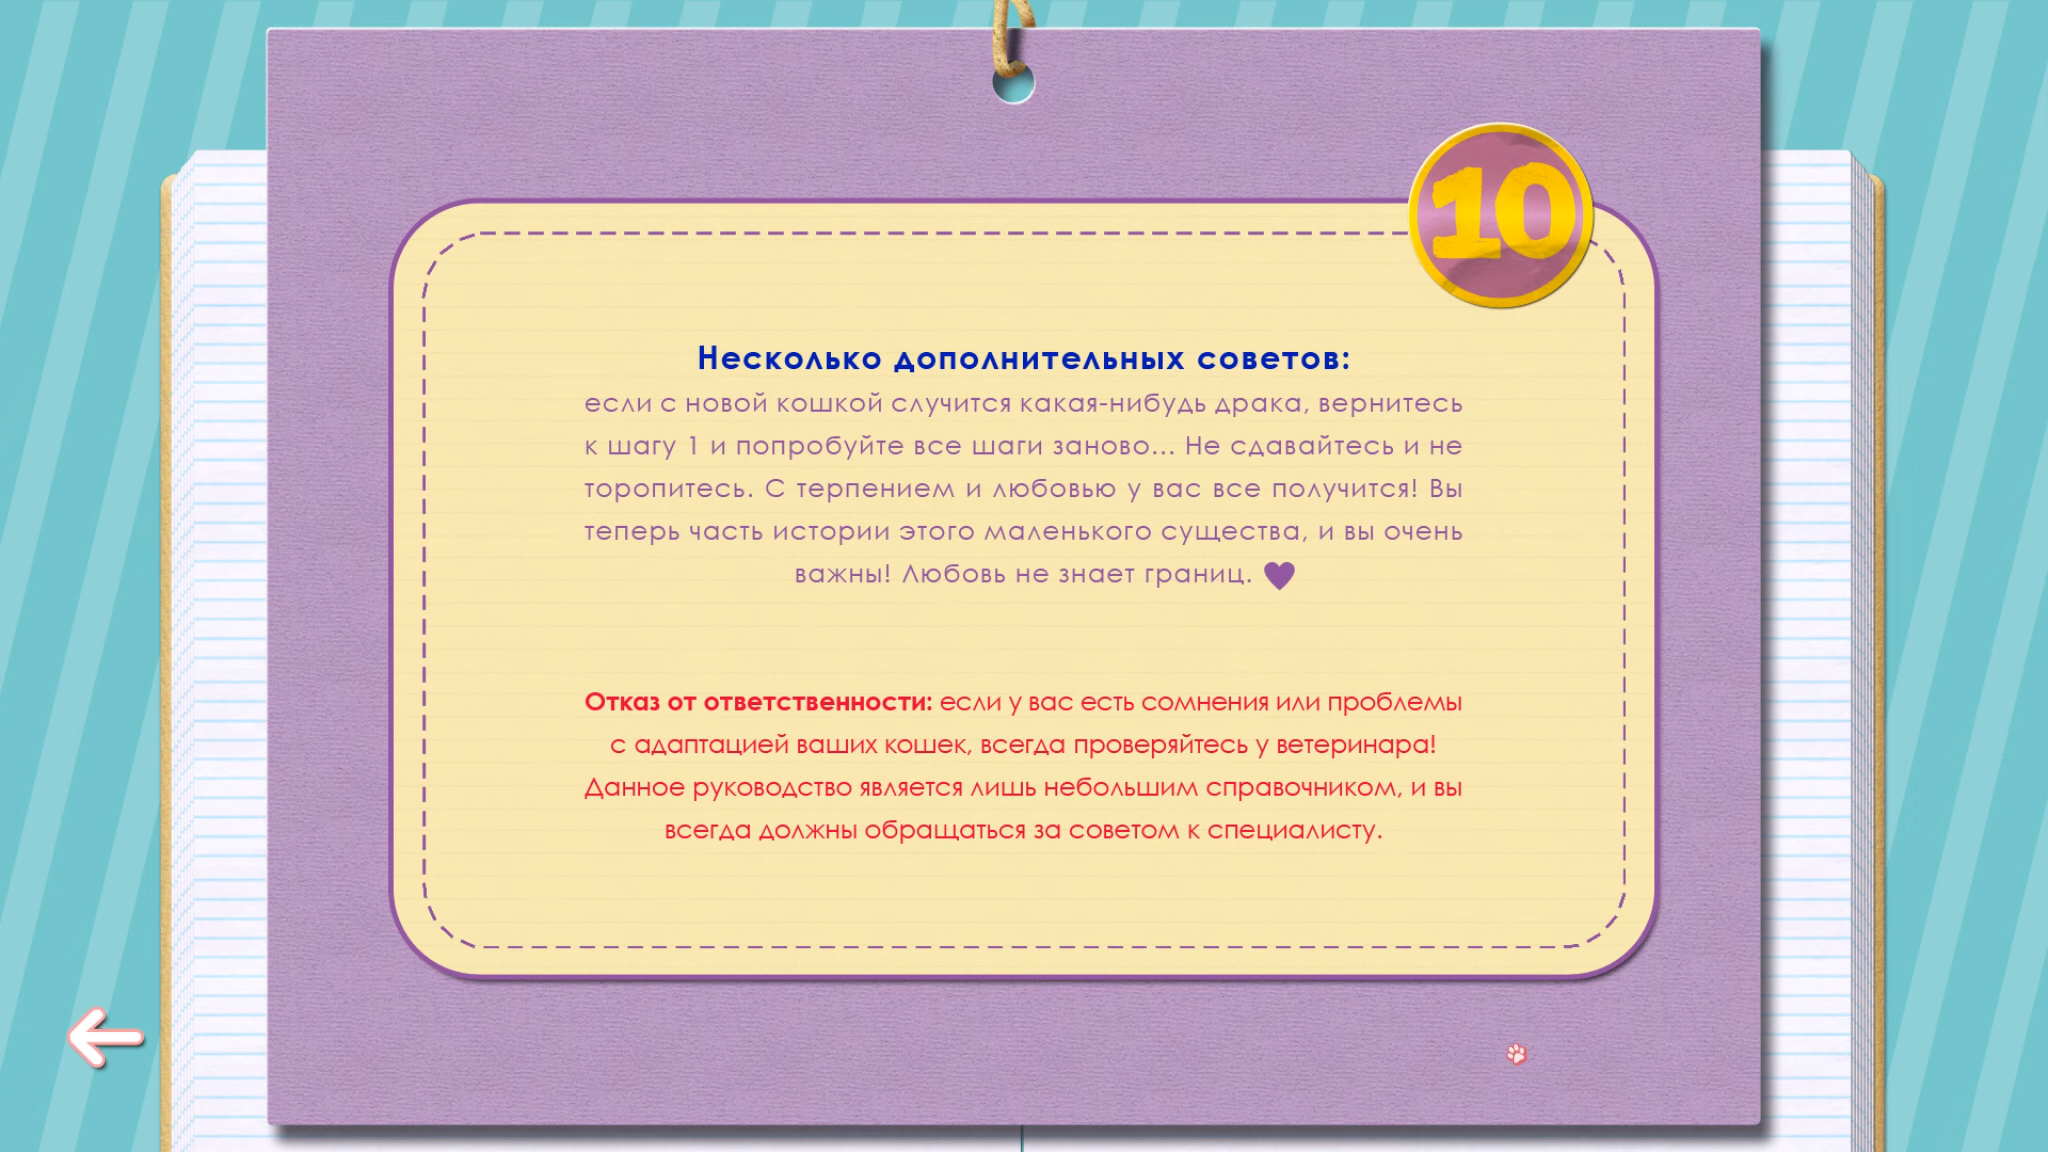 10
Несколько дополнительных советов:
если с новой кошкой случится какая-нибудь драка, вернитесь
к шагу 1 и попробуйте все шаги заново... Не сдавайтесь и не
торопитесь. С терпением и любовью у вас все получится! Вы
теперь часть истории этого маленького существа, и вы очень
важны! Любовь не знает границ. 💜
Отказ от ответственности: если у вас есть сомнения или проблемы
с адаптацией ваших кошек, всегда проверяйтесь у ветеринара!
Данное руководство является лишь небольшим справочником, и вы
всегда должны обращаться за советом к специалисту.